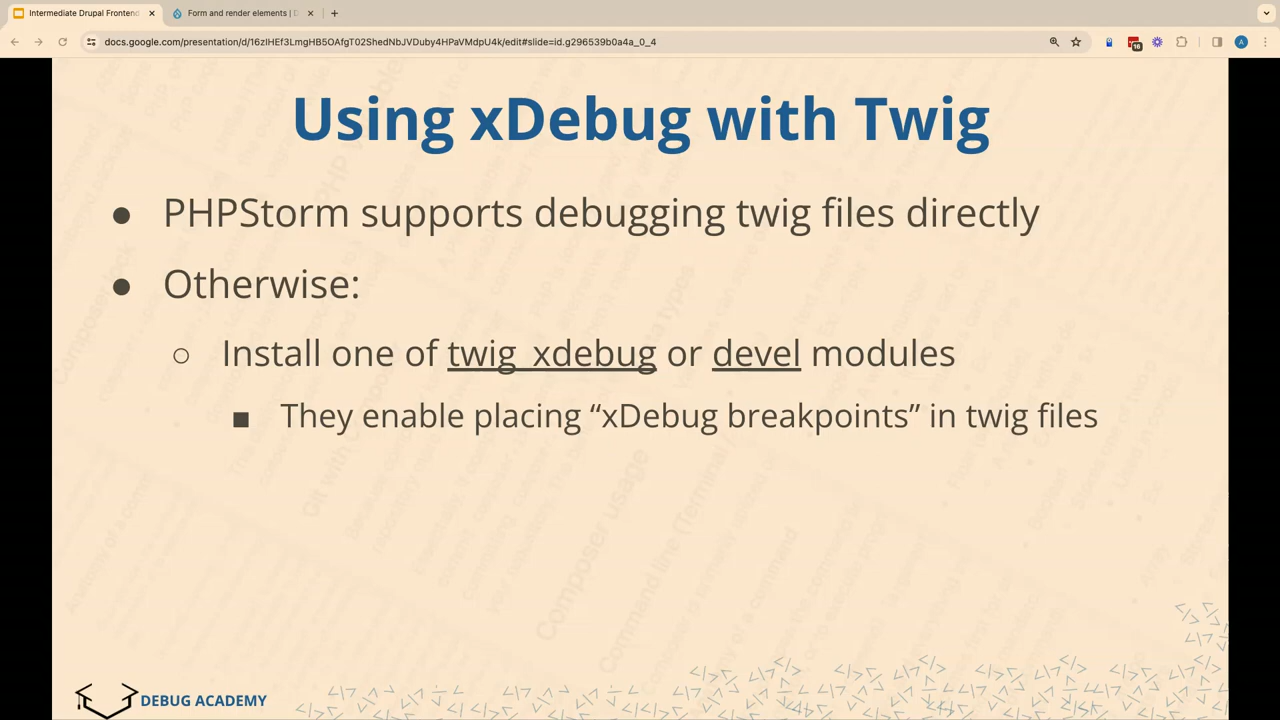 Intermediate Drupal Frontend
Form and render elements | D
docs.google.com/presentation/d/16zIHEf3LmgHB5OAfgT02ShedNbJVDuby4HPaVMdpU4k/edit#slide=id.g296539b0a4a_0_4
16
A
Using xDebug with Twig
● PHPStorm supports debugging twig files directly
● Otherwise:
○ Install one of twig_xdebug or devel modules
■ They enable placing “xDebug breakpoints” in twig files
DEBUG ACADEMY